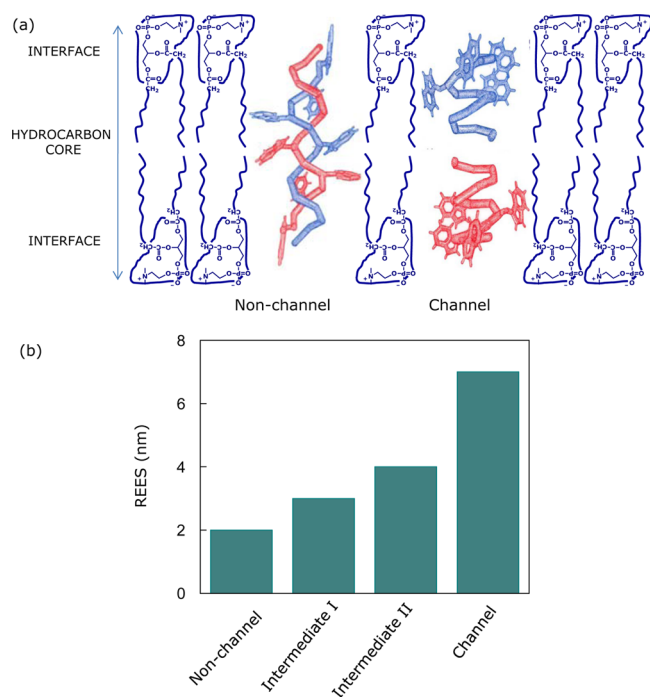 (a)
INTERFACE
HYDROCARBON
CORE
INTERFACE
Non-channel
Channel
(b)
REES (nm)
8
6
4
2
0
Non-channel
Intermediate I
Intermediate II
Channel